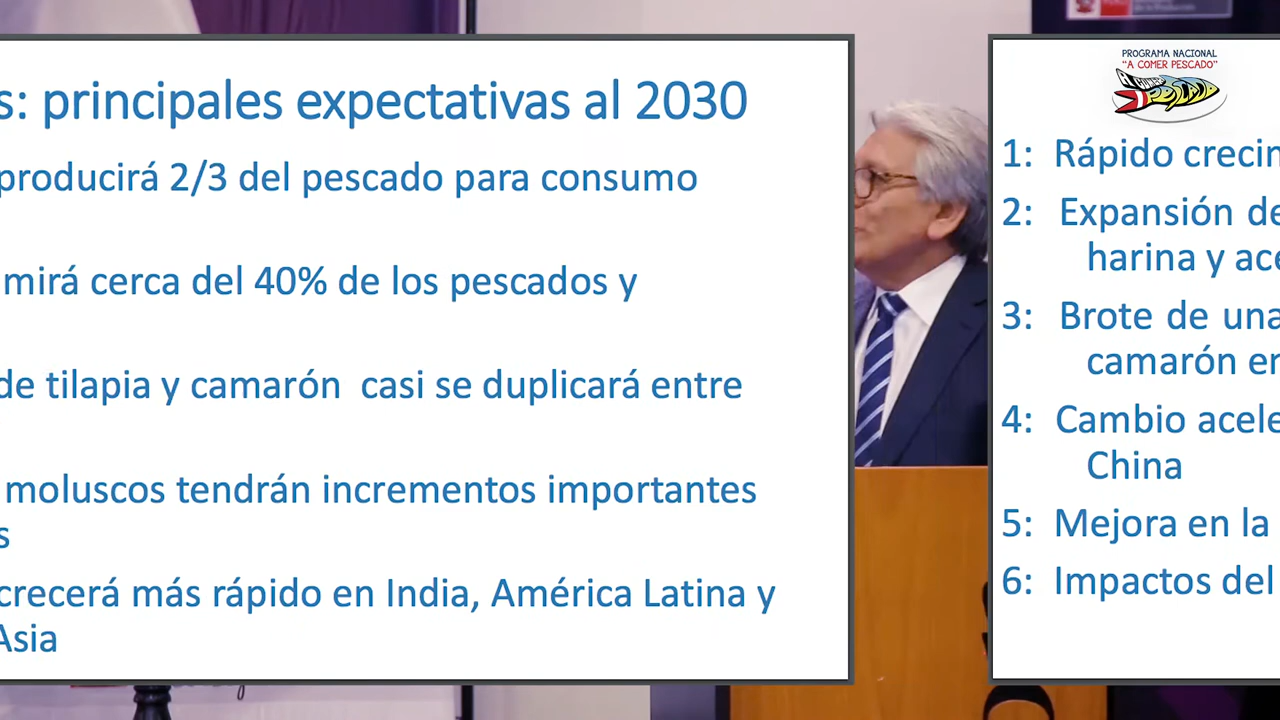 s: principales expectativas al 2030
producirá 2/3 del pescado para consumo
mirá cerca del 40% de los pescados y
de tilapia y camarón casi se duplicará entre
moluscos tendrán incrementos importantes
s
crecerá más rápido en India, América Latina y
Asia
PROGRAMA NACIONAL
"A COMER PESCADO"
A COMER
PESCADO
1: Rápido crecin
2: Expansión de
harina y ace
3: Brote de una
camarón en
4: Cambio acele
China
5: Mejora en la
6: Impactos del